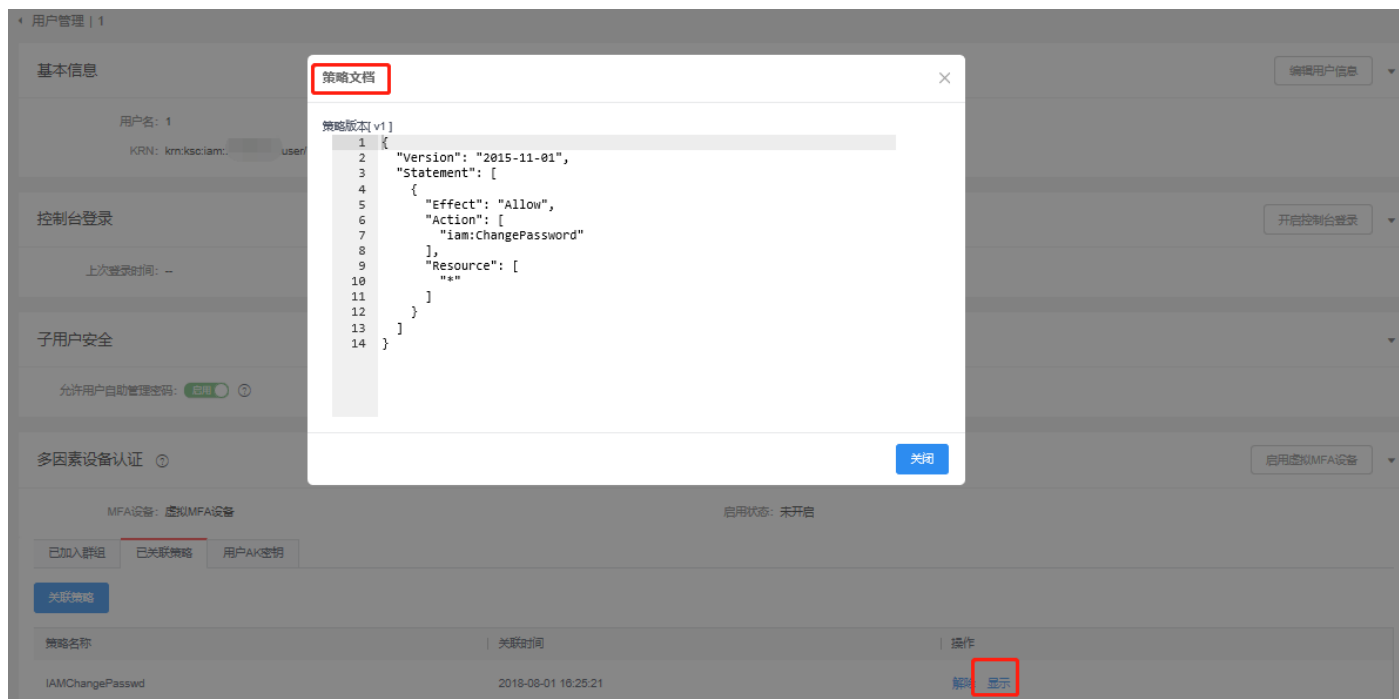 用户管理 | 1
基本信息
编辑用户信息
用户名: 1
KRN: krn:ksc:iam: user/
控制台登录
开启控制台登录
上次登录时间: --
子用户安全
允许用户自助管理密码: 启用
多因素设备认证
启用虚拟MFA设备
MFA设备: 虚拟MFA设备
启用状态: 未开启
已加入群组 已关联策略 用户AK密钥
关联策略
策略名称 关联时间 操作
IAMChangePasswd 2018-08-01 16:25:21 解除 显示
策略文档
策略版本[ v1 ]
1 {
2 "Version": "2015-11-01",
3 "Statement": [
4 {
5 "Effect": "Allow",
6 "Action": [
7 "iam:ChangePassword"
8 ],
9 "Resource": [
10 "*"
11 ]
12 }
13 ]
14 }
关闭